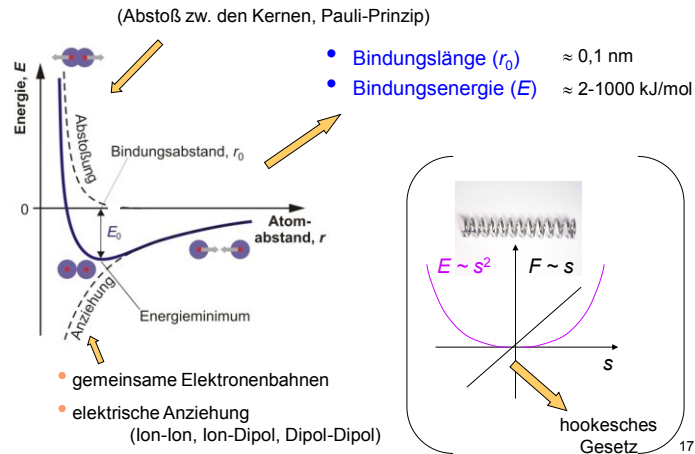 (Abstoß zw. den Kernen, Pauli-Prinzip)
• Bindungslänge (r₀) ≈ 0,1 nm
• Bindungsenergie (E) ≈ 2-1000 kJ/mol
Energie, E
Abstoßung
Bindungsabstand, r₀
0
E₀
Atom-
abstand, r
Anziehung
Energieminimum
• gemeinsame Elektronenbahnen
• elektrische Anziehung
(Ion-Ion, Ion-Dipol, Dipol-Dipol)
E ~ s²
F ~ s
s
hookesches
Gesetz
17